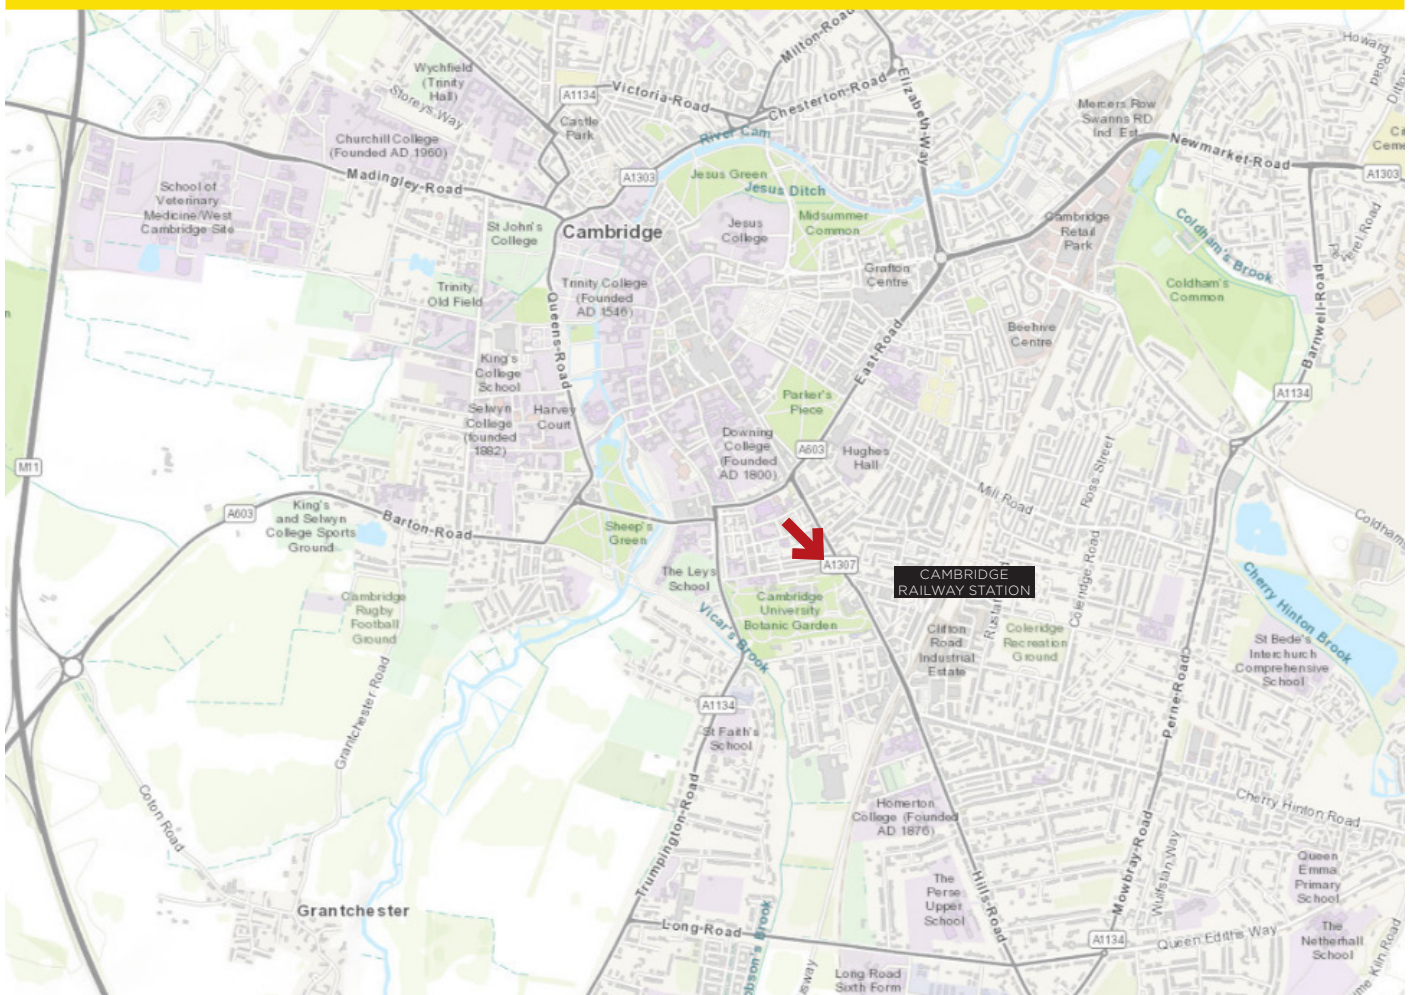 Howard
Road
Milton-Road
Wychfield
(Trinity
Hall)
Storeys-Way
A1134
Victoria-Road
Chesterton-Road
Elizabeth-Way
Mercers Row
Swanns RD
Ind. Est.
Castle
Park
River Cam
Newmarket-Road
Churchill College
(Founded AD 1960)
Madingley-Road
A1303
Jesus Green
Jesus Ditch
A1303
School of
Veterinary
Medicine/West
Cambridge Site
St John's
College
Cambridge
Jesus
College
Midsummer
Common
Cambridge
Retail
Park
Coldham's Brook
Trinity
Old Field
Trinity College
(Founded
AD 1546)
Grafton
Centre
Coldham's
Common
Queens-Road
Beehive
Centre
East-Road
Barnwell-Road
King's
College
School
Parker's
Piece
A1134
Selwyn
College
(founded
1882)
Harvey
Court
Downing
College
(Founded
AD 1800)
A603
Hughes
Hall
M11
Ross Street
Mill Road
A603
King's
and Selwyn
College Sports
Ground
Barton-Road
Sheep's
Green
Coldhams
A1307
The Leys
School
CAMBRIDGE
RAILWAY STATION
Coleridge Road
Cherry Hinton Brook
Cambridge
Rugby
Football
Ground
Vicar's Brook
Cambridge
University
Botanic Garden
Clifton
Road
Industrial
Estate
Coleridge
Recreation
Ground
St Bede's
Interchurch
Comprehensive
School
Grantchester Road
A1134
St Faith's
School
Perne-Road
Coton Road
Trumpington-Road
Homerton
College (Founded
AD 1876)
Cherry Hinton Road
Mowbray-Road
Wulfstan Way
Queen
Emma
Primary
School
The
Perse
Upper
School
Hills-Road
Grantchester
Long-Road
A1134
Queen Ediths Way
The
Netherhall
School
Long Road
Sixth Form